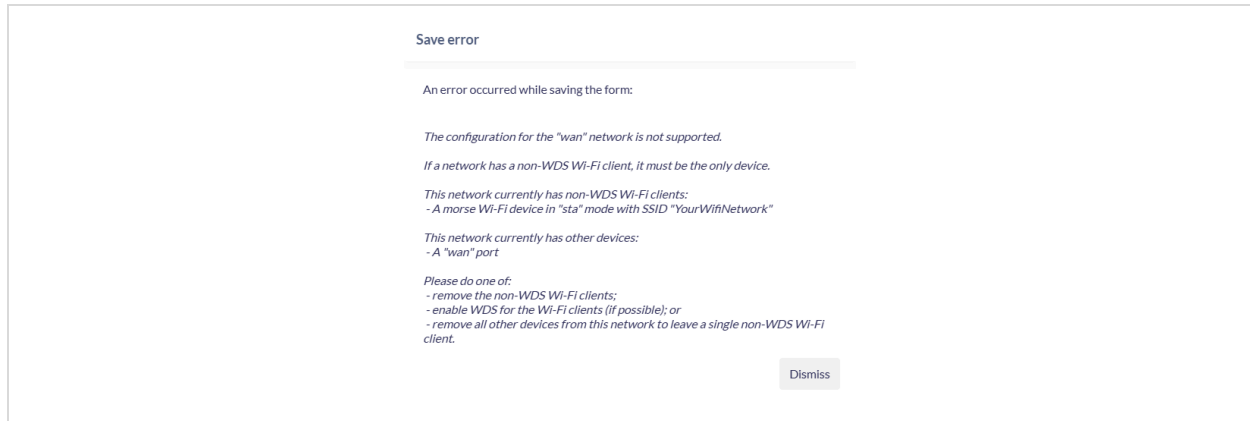 Save error
An error occurred while saving the form:
The configuration for the "wan" network is not supported.
If a network has a non-WDS Wi-Fi client, it must be the only device.
This network currently has non-WDS Wi-Fi clients:
- A morse Wi-Fi device in "sta" mode with SSID "YourWifiNetwork"
This network currently has other devices:
- A "wan" port
Please do one of:
- remove the non-WDS Wi-Fi clients;
- enable WDS for the Wi-Fi clients (if possible); or
- remove all other devices from this network to leave a single non-WDS Wi-Fi
client.
Dismiss